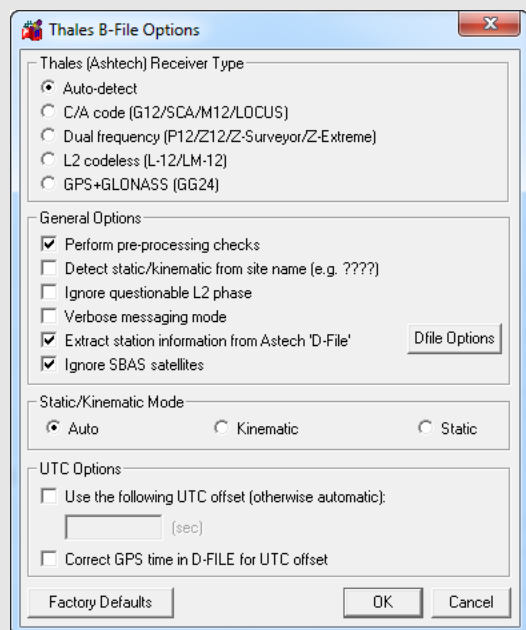 Thales B-File Options
Thales (Ashtech) Receiver Type
Auto-detect
C/A code (G12/SCA/M12/LOCUS)
Dual frequency (P12/Z12/Z-Surveyor/Z-Extreme)
L2 codeless (L-12/LM-12)
GPS+GLONASS (GG24)
General Options
Perform pre-processing checks
Detect static/kinematic from site name (e.g. ????)
Ignore questionable L2 phase
Verbose messaging mode
Extract station information from Astech 'D-File'
Dfile Options
Ignore SBAS satellites
Static/Kinematic Mode
Auto Kinematic Static
UTC Options
Use the following UTC offset (otherwise automatic):
(sec)
Correct GPS time in D-FILE for UTC offset
Factory Defaults OK Cancel